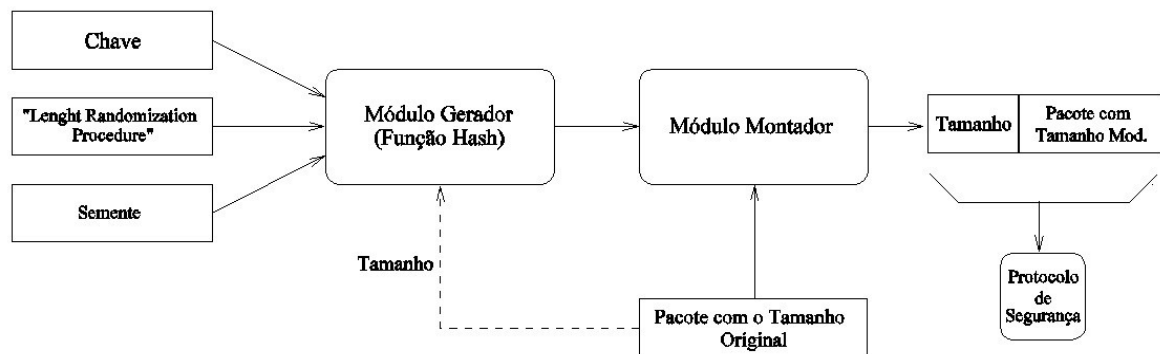 Chave
"Lenght Randomization
Procedure"
Semente
Módulo Gerador
(Função Hash)
Módulo Montador
Tamanho
Pacote com
Tamanho Mod.
Tamanho
Pacote com o Tamanho
Original
Protocolo
de
Segurança